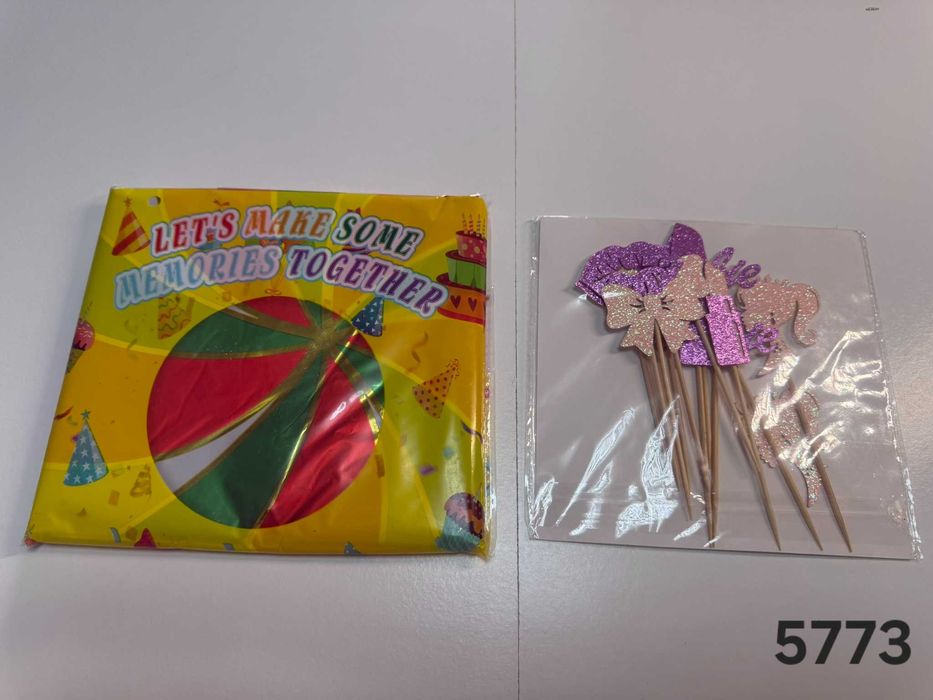 LET'S MAKE SOME
MEMORIES TOGETHER
5773